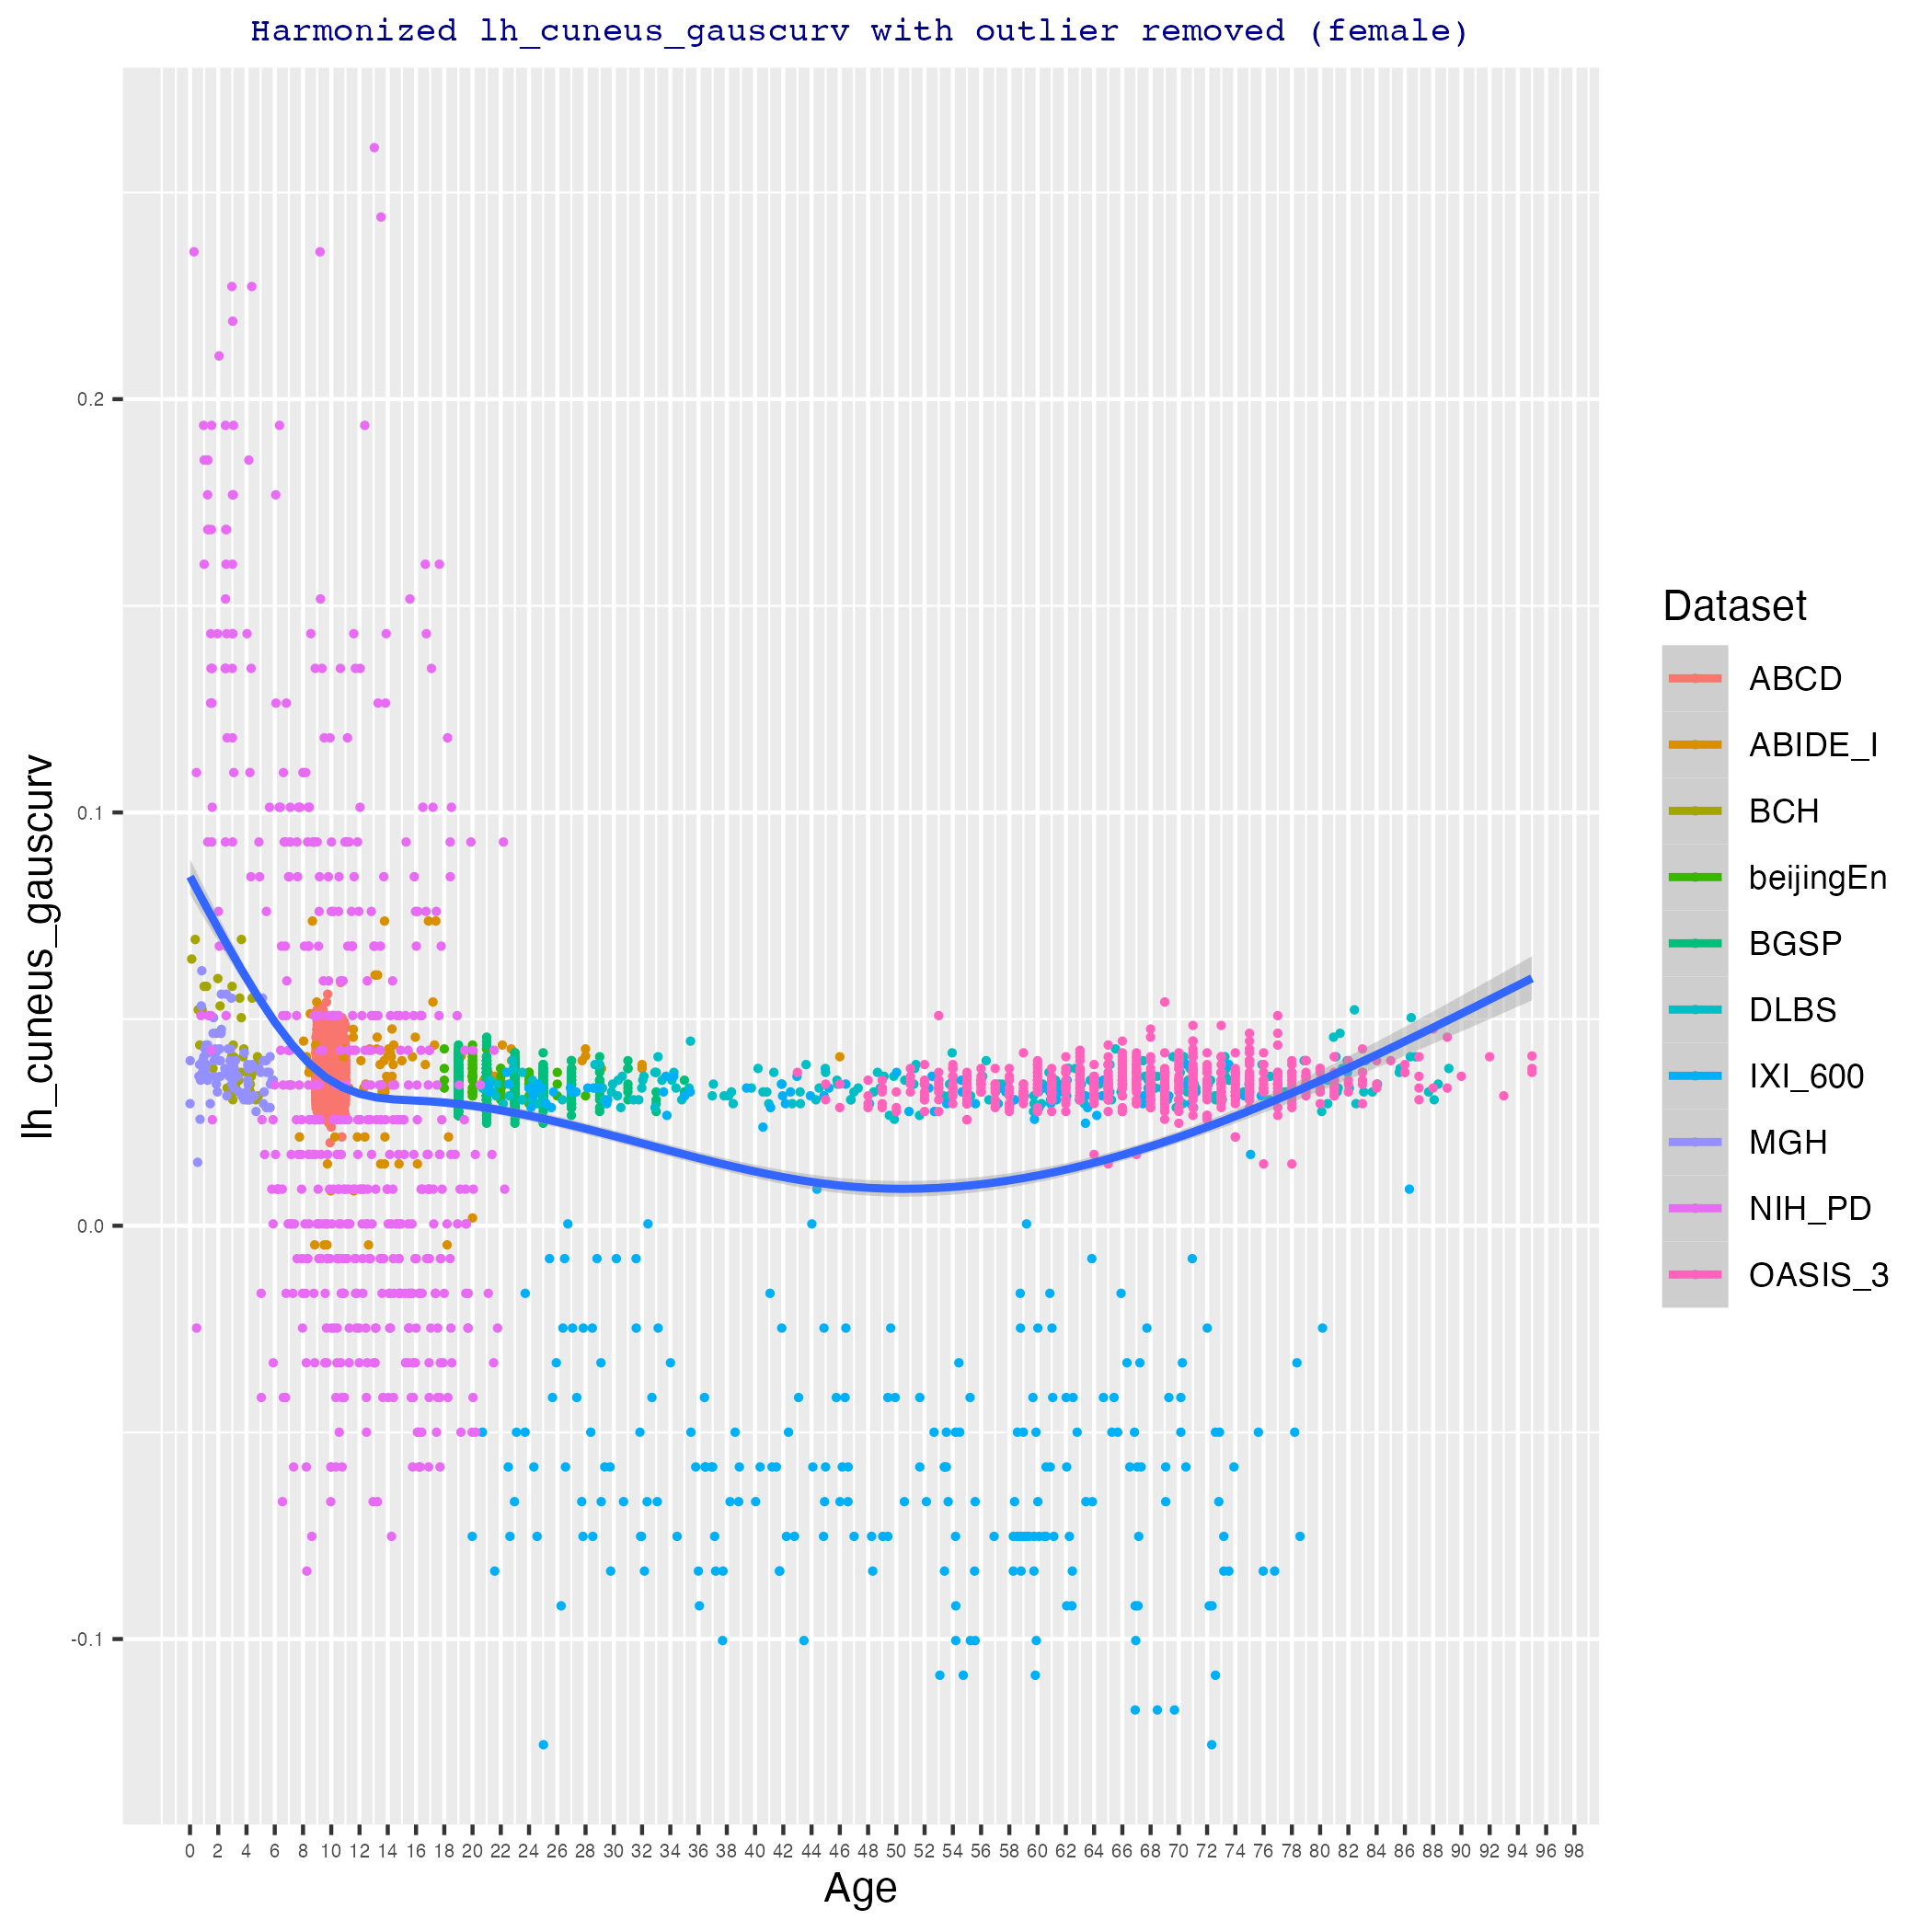 Harmonized lh_cuneus_gauscurv with outlier removed (female)
lh_cuneus_gauscurv
0.2
0.1
0.0
-0.1
0 2 4 6 8 10 12 14 16 18 20 22 24 26 28 30 32 34 36 38 40 42 44 46 48 50 52 54 56 58 60 62 64 66 68 70 72 74 76 78 80 82 84 86 88 90 92 94 96 98
Age
Dataset
ABCD
ABIDE_I
BCH
beijingEn
BGSP
DLBS
IXI_600
MGH
NIH_PD
OASIS_3